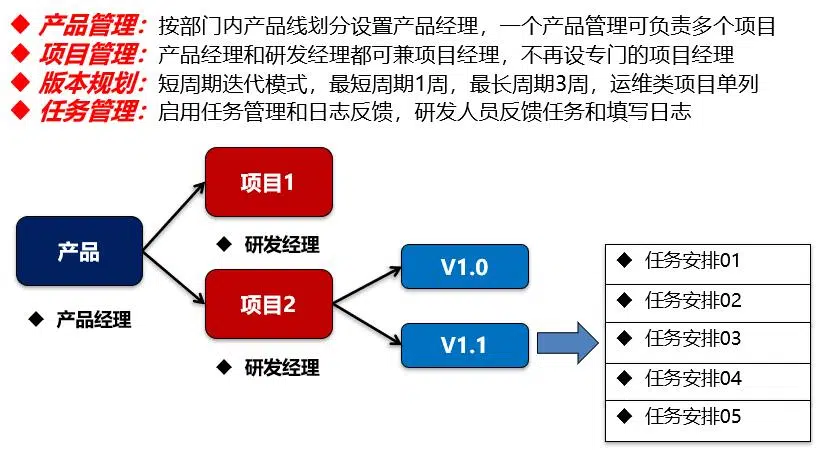 ◆ 产品管理：按部门内产品线划分设置产品经理，一个产品管理可负责多个项目
◆ 项目管理：产品经理和研发经理都可兼项目经理，不再设专门的项目经理
◆ 版本规划：短周期迭代模式，最短周期1周，最长周期3周，运维类项目单列
◆ 任务管理：启用任务管理和日志反馈，研发人员反馈任务和填写日志
产品
◆ 产品经理
项目1
◆ 研发经理
项目2
◆ 研发经理
V1.0
V1.1
◆ 任务安排01
◆ 任务安排02
◆ 任务安排03
◆ 任务安排04
◆ 任务安排05